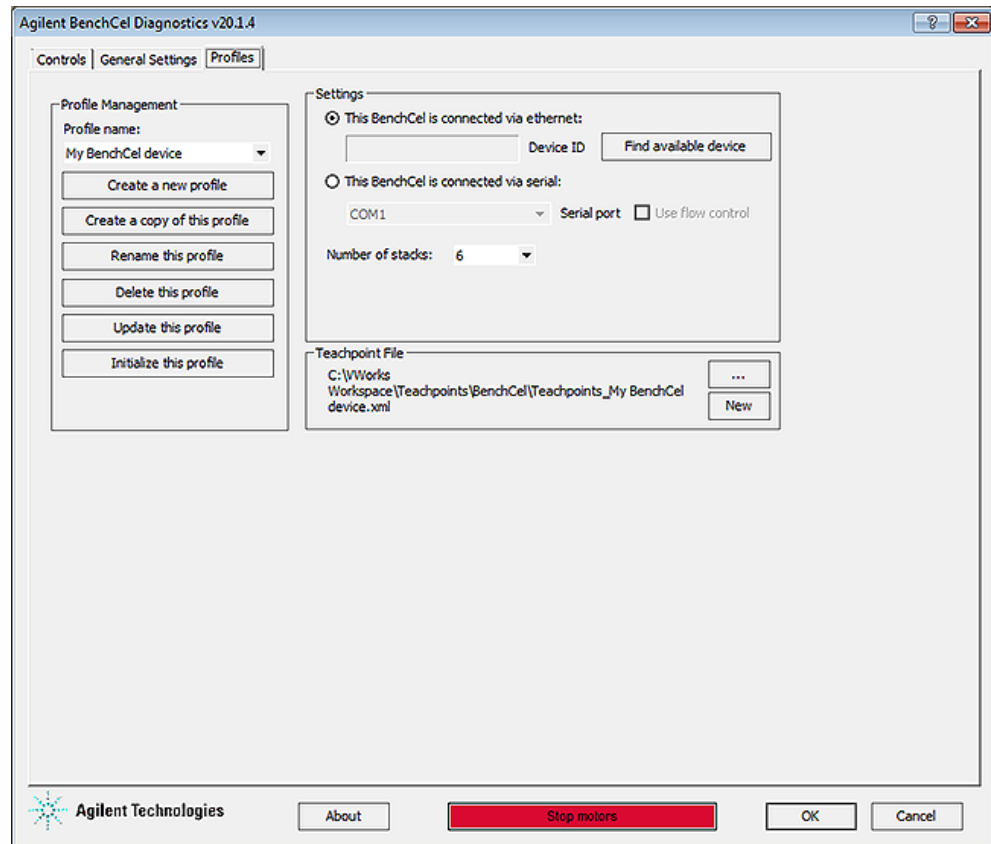 Agilent BenchCel Diagnostics v20.1.4
Controls
General Settings
Profiles
Profile Management
Profile name:
My BenchCel device
Create a new profile
Create a copy of this profile
Rename this profile
Delete this profile
Update this profile
Initialize this profile
Settings
This BenchCel is connected via ethernet:
Device ID
Find available device
This BenchCel is connected via serial:
COM1
Serial port
Use flow control
Number of stacks:
6
Teachpoint File
C:\VWorks
Workspace\Teachpoints\BenchCel\Teachpoints_My BenchCel
device.xml
...
New
Agilent Technologies
About
Stop motors
OK
Cancel